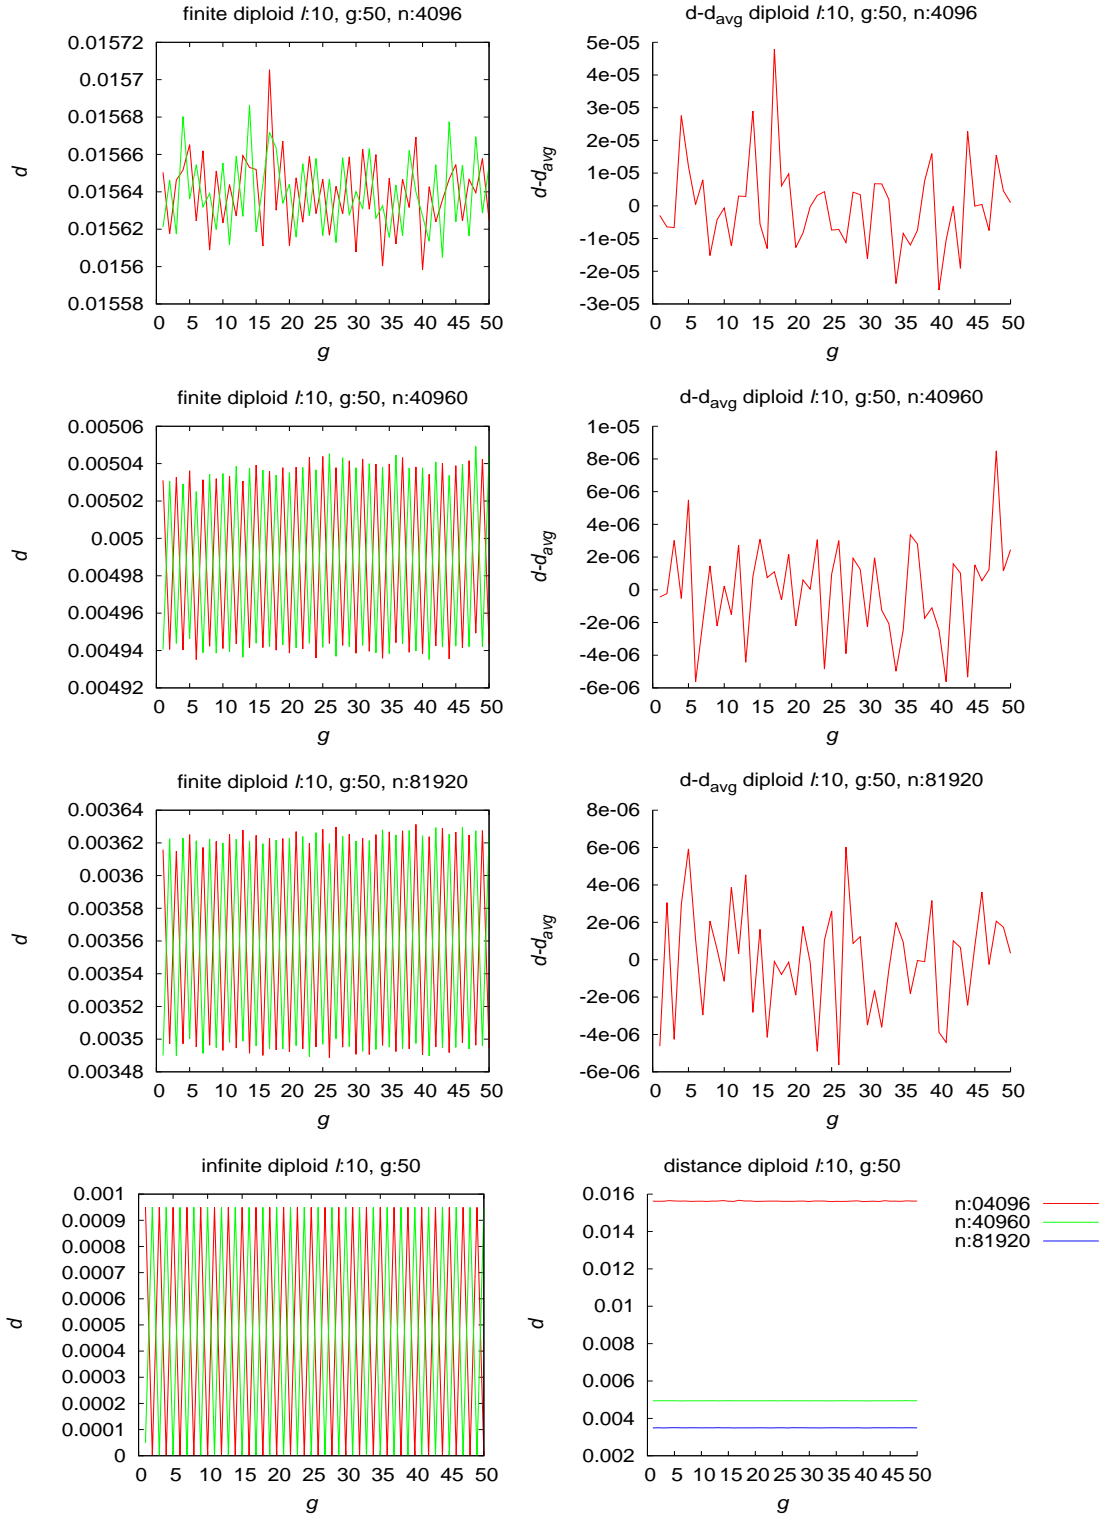 finite diploid l:10, g:50, n:4096
0.01572
0.0157
0.01568
0.01566
0.01564
0.01562
0.0156
0.01558
d
0 5 10 15 20 25 30 35 40 45 50
g
d-davg diploid l:10, g:50, n:4096
5e-05
4e-05
3e-05
2e-05
1e-05
0
-1e-05
-2e-05
-3e-05
d-davg
0 5 10 15 20 25 30 35 40 45 50
g
finite diploid l:10, g:50, n:40960
0.00506
0.00504
0.00502
0.005
0.00498
0.00496
0.00494
0.00492
d
0 5 10 15 20 25 30 35 40 45 50
g
d-davg diploid l:10, g:50, n:40960
1e-05
8e-06
6e-06
4e-06
2e-06
0
-2e-06
-4e-06
-6e-06
d-davg
0 5 10 15 20 25 30 35 40 45 50
g
finite diploid l:10, g:50, n:81920
0.00364
0.00362
0.0036
0.00358
0.00356
0.00354
0.00352
0.0035
0.00348
d
0 5 10 15 20 25 30 35 40 45 50
g
d-davg diploid l:10, g:50, n:81920
8e-06
6e-06
4e-06
2e-06
0
-2e-06
-4e-06
-6e-06
d-davg
0 5 10 15 20 25 30 35 40 45 50
g
infinite diploid l:10, g:50
0.001
0.0009
0.0008
0.0007
0.0006
0.0005
0.0004
0.0003
0.0002
0.0001
0
d
0 5 10 15 20 25 30 35 40 45 50
g
distance diploid l:10, g:50
0.016
0.014
0.012
0.01
0.008
0.006
0.004
0.002
d
0 5 10 15 20 25 30 35 40 45 50
g
n:04096
n:40960
n:81920